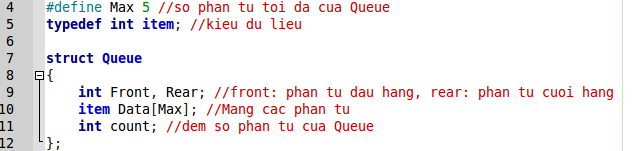 4 #define Max 5 //so phan tu toi da cua Queue
5 typedef int item; //kieu du lieu
6
7 struct Queue
8 {
9 int Front, Rear; //front: phan tu dau hang, rear: phan tu cuoi hang
10 item Data[Max]; //Mang cac phan tu
11 int count; //dem so phan tu cua Queue
12 };